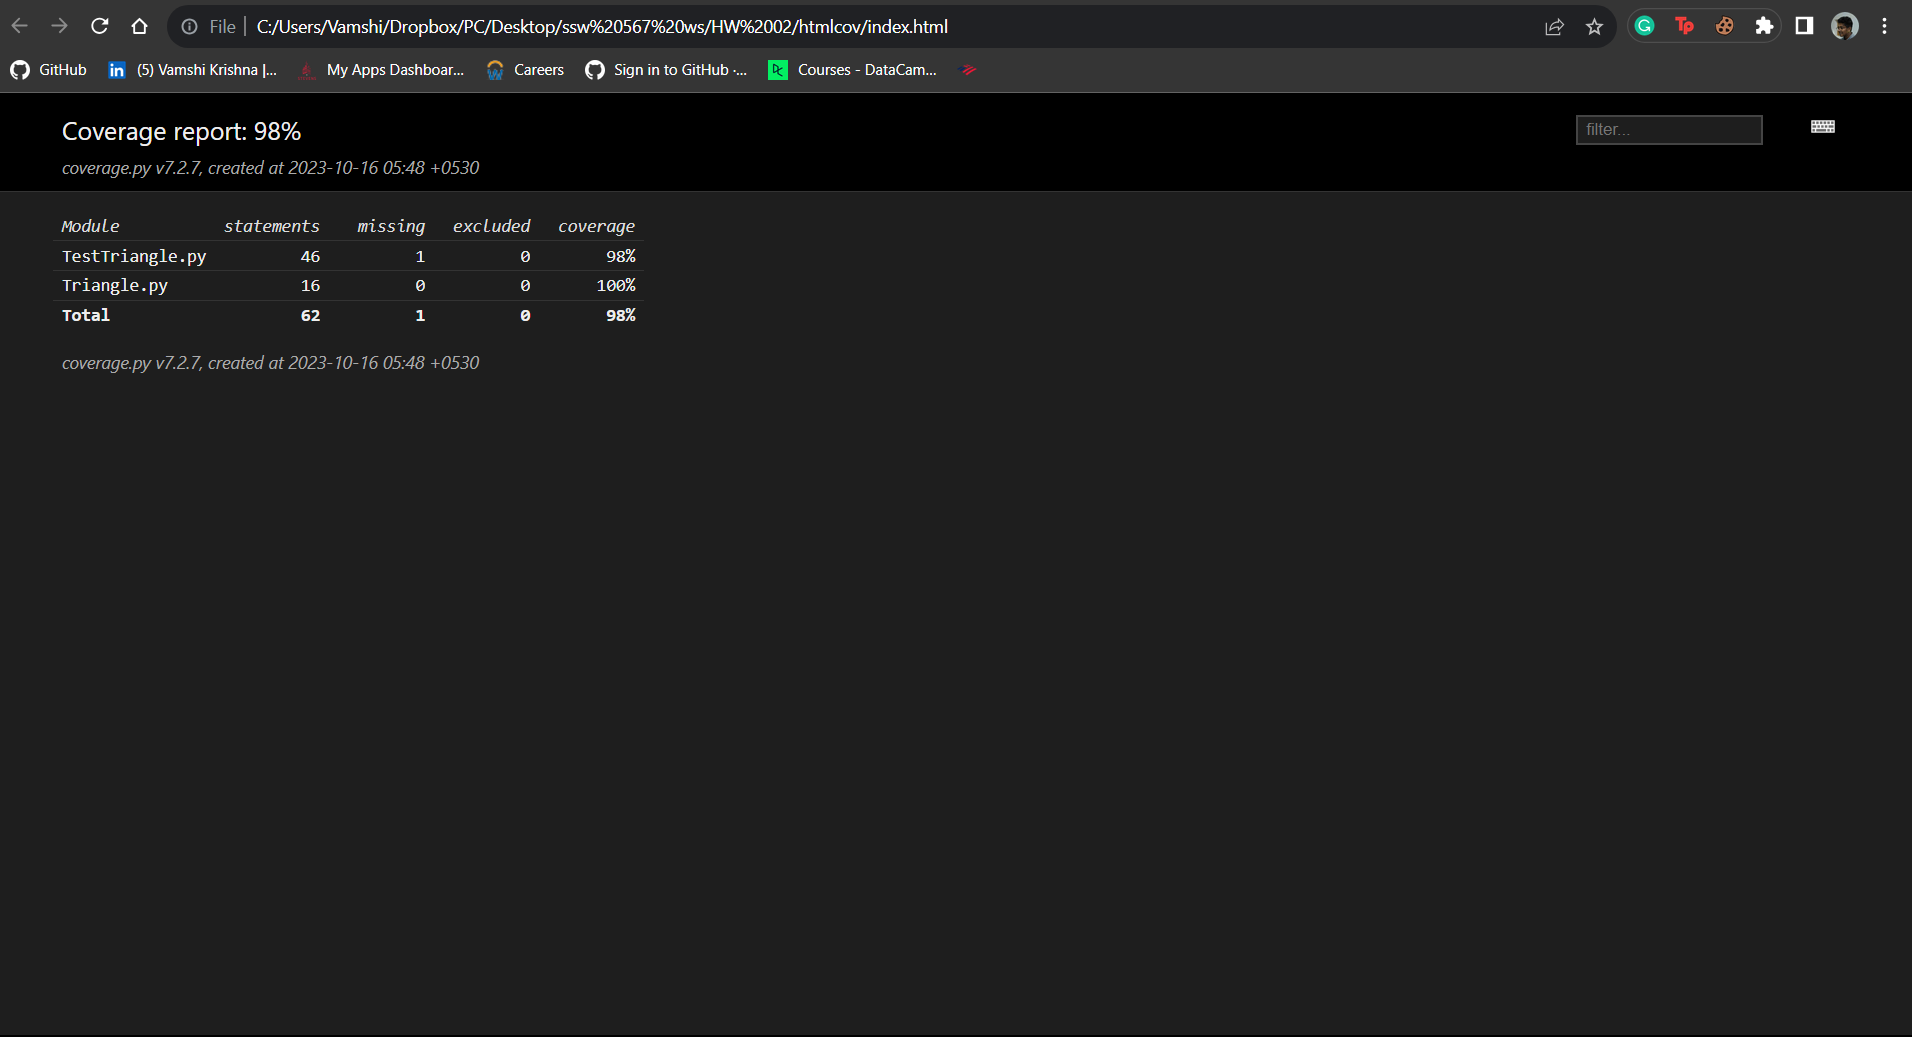 File | C:/Users/Vamshi/Dropbox/PC/Desktop/ssw%20567%20ws/HW%2002/htmlcov/index.html
GitHub (5) Vamshi Krishna |... My Apps Dashboar... Careers Sign in to GitHub ·... Courses - DataCam...
Coverage report: 98%
filter...
coverage.py v7.2.7, created at 2023-10-16 05:48 +0530
Module statements missing excluded coverage
TestTriangle.py 46 1 0 98%
Triangle.py 16 0 0 100%
Total 62 1 0 98%
coverage.py v7.2.7, created at 2023-10-16 05:48 +0530